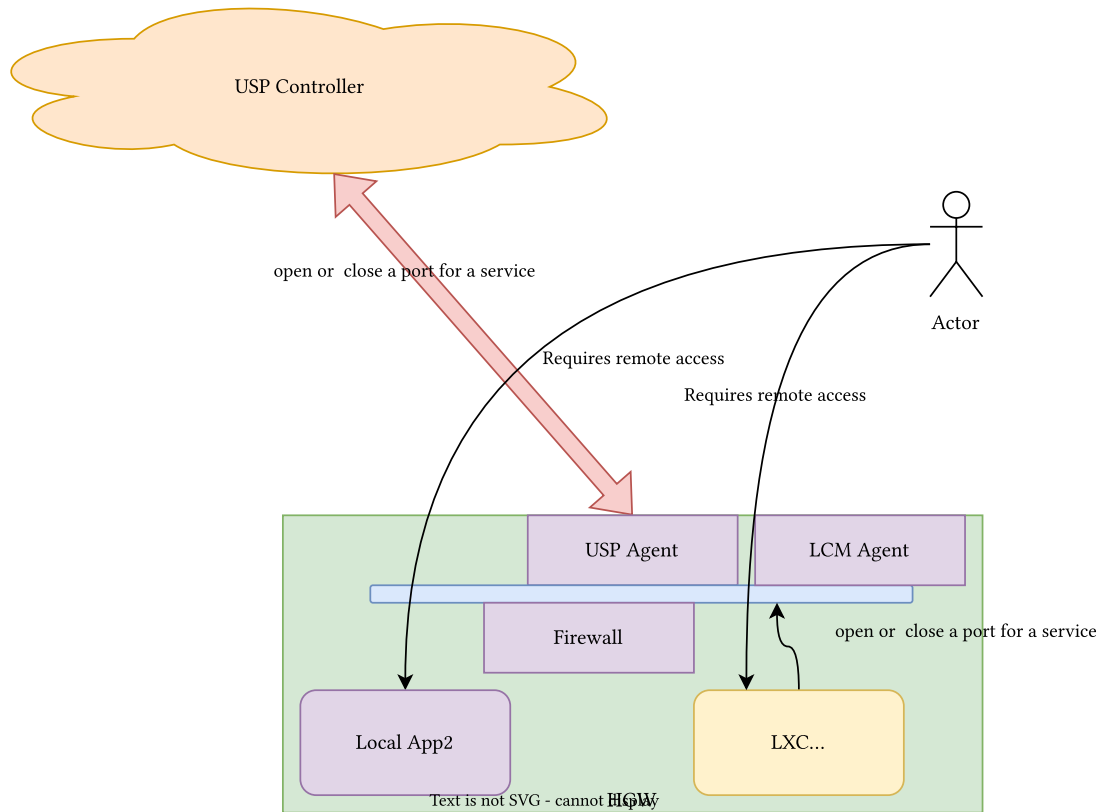 USP Controller
open or  close a port for a service
Actor
Requires remote access
Requires remote access
USP Agent
LCM Agent
Firewall
open or  close a port for a service
Local App2
LXC...
HGW
Text is not SVG - cannot display